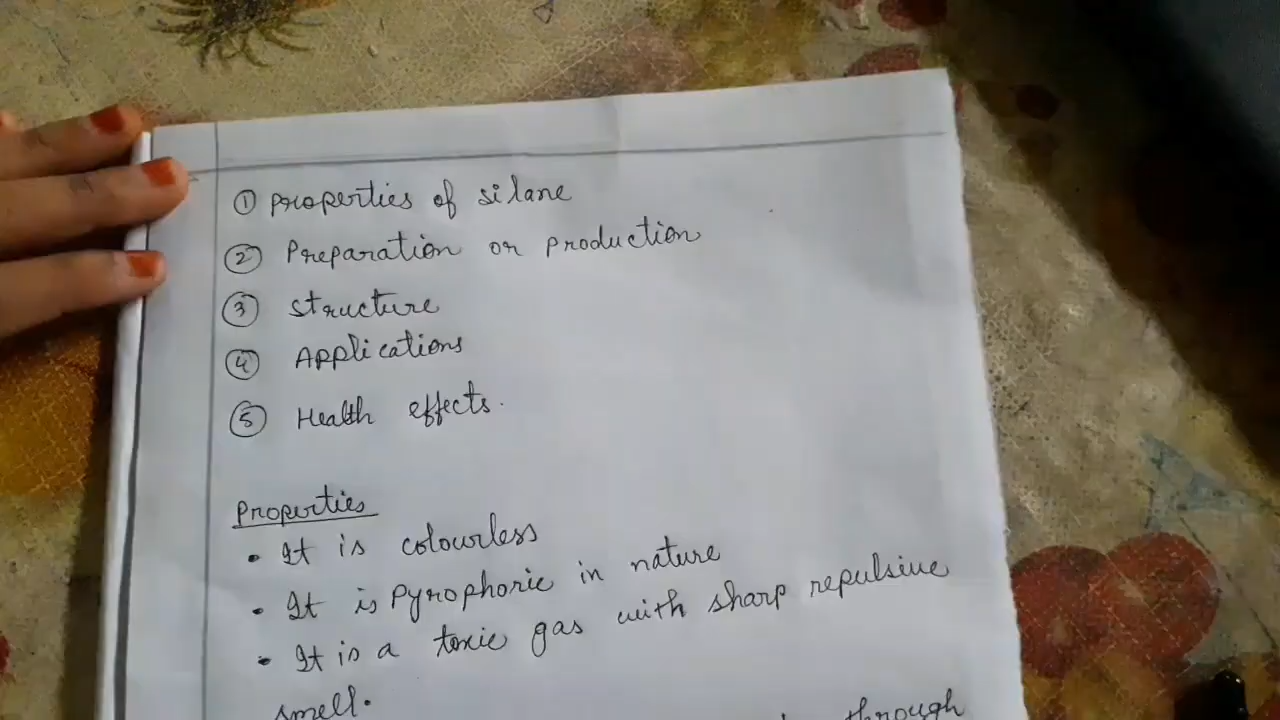 ① Properties of silane
② Preparation or production
③ structure
④ Applications
⑤ Health effects.
Properties
• It is colourless
• It is Pyrophoric in nature
• It is a toxic gas with sharp repulsive
smell.
through